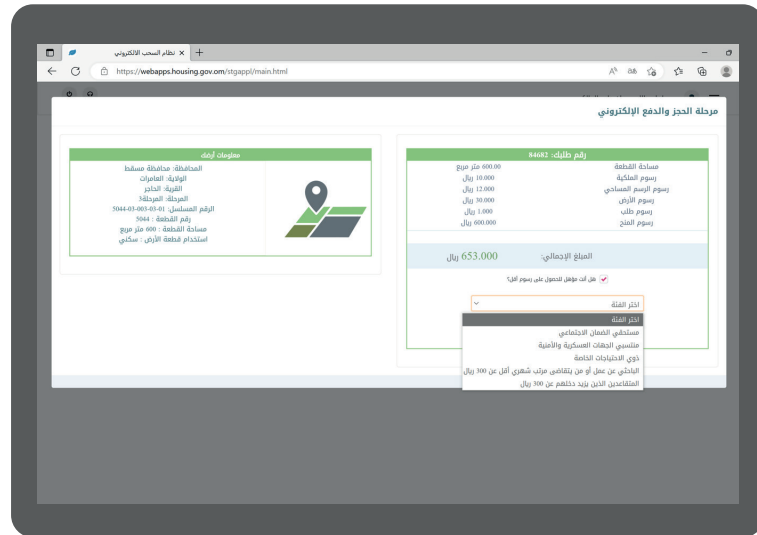 نظام السحب الالكتروني
https://webapps.housing.gov.om/stgappl/main.html
مرحلة الحجز والدفع الإلكتروني
رقم طلبك: 84682
مساحة القطعة 600.00 متر مربع
رسوم الملكية 10.000 ريال
رسوم الرسم المساحي 12.000 ريال
رسوم الأرض 30.000 ريال
رسوم طلب 1.000 ريال
رسوم المنح 600.000 ريال
المبلغ الإجمالي: 653.000 ريال
هل أنت مؤهل للحصول على رسوم أقل؟
اختر الفئة
اختر الفئة
مستحقي الضمان الاجتماعي
منتسبي الجهات العسكرية والأمنية
ذوي الاحتياجات الخاصة
الباحثي عن عمل أو من يتقاضى مرتب شهري أقل عن 300 ريال
المتقاعدين الذين يزيد دخلهم عن 300 ريال
معلومات أرضك
المحافظة: محافظة مسقط
الولاية: العامرات
القرية: الحاجر
المرحلة: المرحلة3
الرقم المسلسل: 01-03-003-03-5044
رقم القطعة : 5044
مساحة القطعة : 600 متر مربع
استخدام قطعة الأرض : سكني